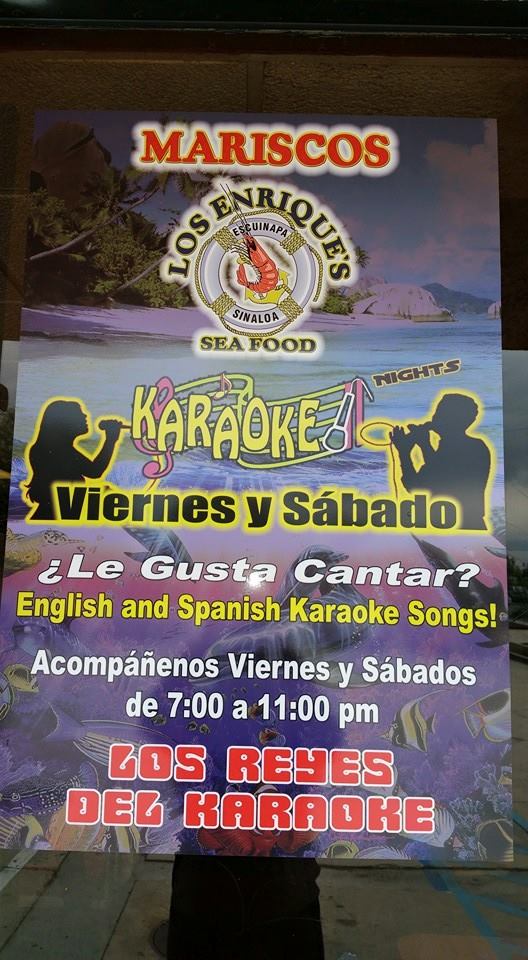 MARISCOS
LOS ENRIQUE'S
ESCUINAPA
SINALOA
SEA FOOD
KARAOKE
NIGHTS
Viernes y Sábado
¿Le Gusta Cantar?
English and Spanish Karaoke Songs!
Acompáñenos Viernes y Sábados
de 7:00 a 11:00 pm
LOS REYES
DEL KARAOKE